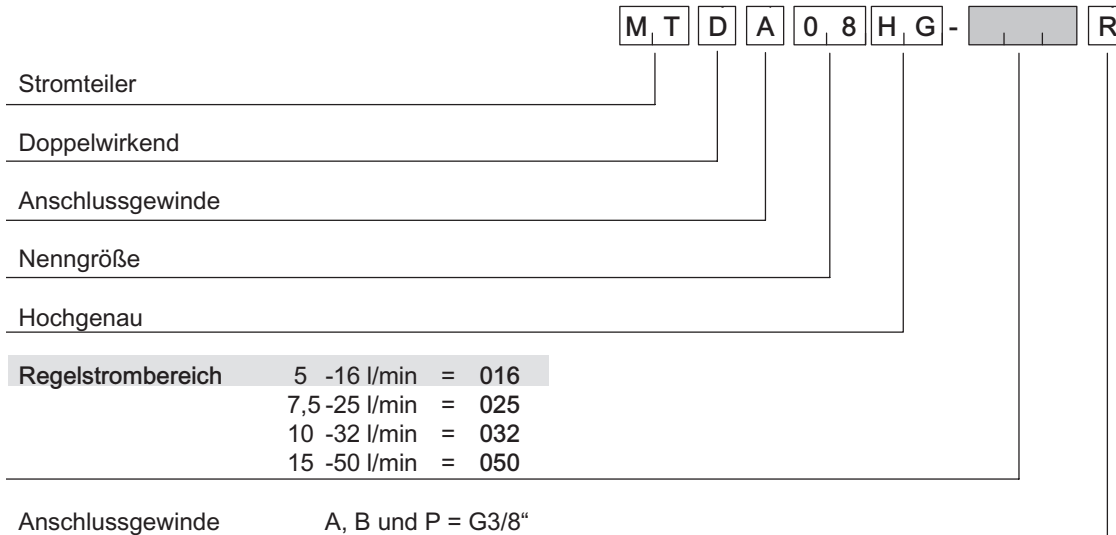 M T D A 0 8 H G - R
Stromteiler
Doppelwirkend
Anschlussgewinde
Nenngröße
Hochgenau
Regelstrombereich 5 -16 l/min = 016
7,5 -25 l/min = 025
10 -32 l/min = 032
15 -50 l/min = 050
Anschlussgewinde A, B und P = G3/8“